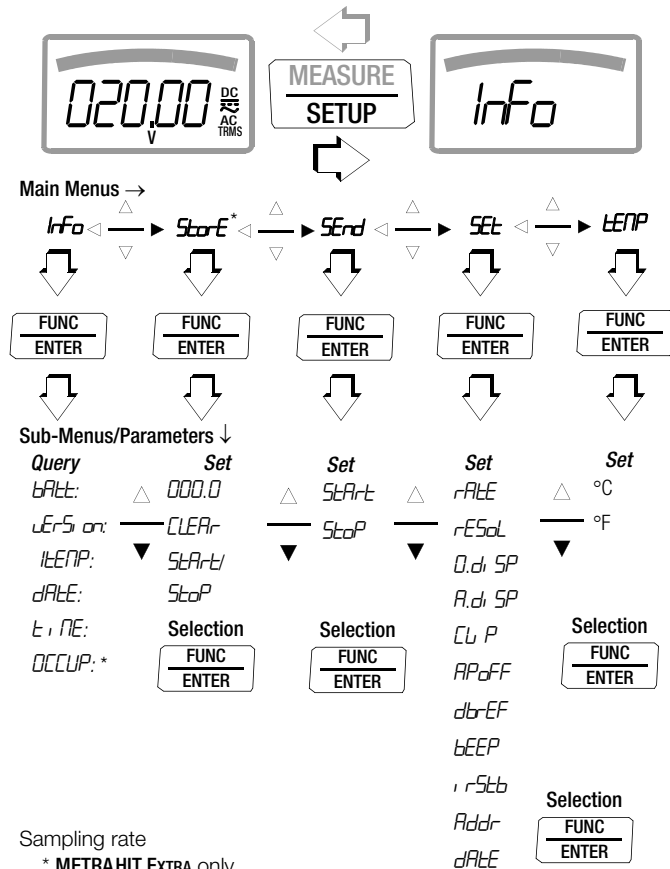 020.00 V DC AC TRMS
MEASURE
SETUP
InFo
Main Menus →
InFo StorE* SEnd SEt tEMP
FUNC FUNC FUNC FUNC FUNC
ENTER ENTER ENTER ENTER ENTER
Sub-Menus/Parameters ↓
Query Set Set Set Set
bAtt: 000.0 StArt rAtE °C
vErSion: CLEAr StoP rESoL °F
ItEMP: StArt/ 0.diSP
dAtE: StoP A.diSP
tiME: Selection Selection CLiP Selection
OCCUP: * FUNC FUNC APoFF FUNC
ENTER ENTER ENTER
dbrEF
bEEP
irStb
Selection
Addr FUNC
dAtE ENTER
Sampling rate
* METRAHIT EXTRA only